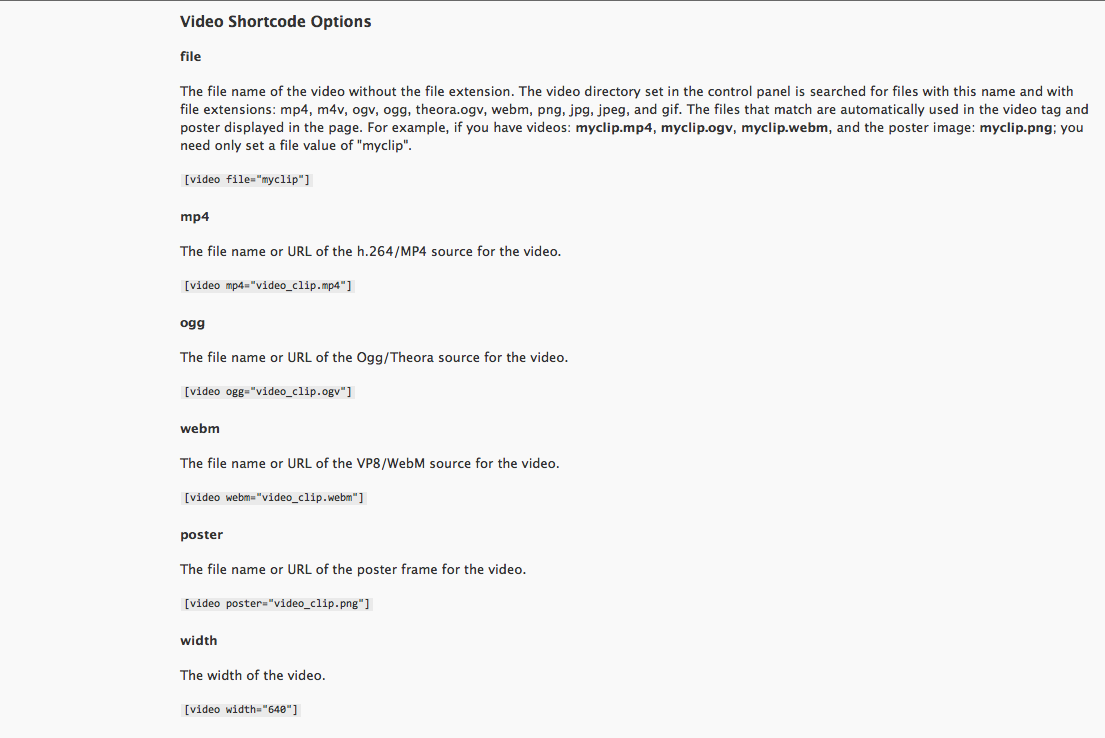 Video Shortcode Options
file
The file name of the video without the file extension. The video directory set in the control panel is searched for files with this name and with
file extensions: mp4, m4v, ogv, ogg, theora.ogv, webm, png, jpg, jpeg, and gif. The files that match are automatically used in the video tag and
poster displayed in the page. For example, if you have videos: myclip.mp4, myclip.ogv, myclip.webm, and the poster image: myclip.png; you
need only set a file value of "myclip".
[video file="myclip"]
mp4
The file name or URL of the h.264/MP4 source for the video.
[video mp4="video_clip.mp4"]
ogg
The file name or URL of the Ogg/Theora source for the video.
[video ogg="video_clip.ogv"]
webm
The file name or URL of the VP8/WebM source for the video.
[video webm="video_clip.webm"]
poster
The file name or URL of the poster frame for the video.
[video poster="video_clip.png"]
width
The width of the video.
[video width="640"]